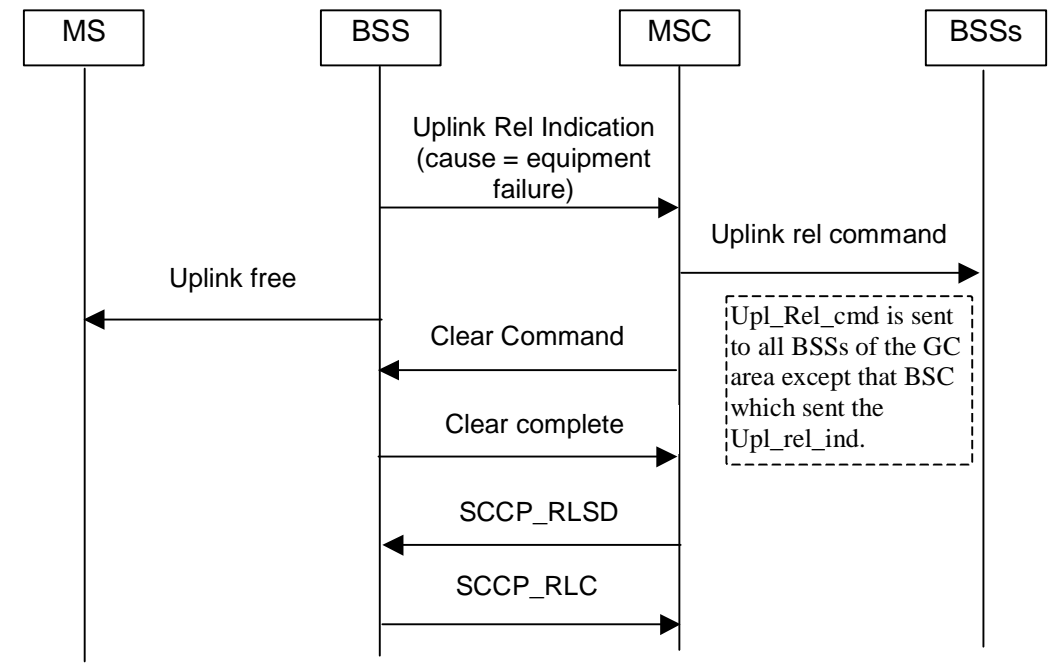 MS
BSS
MSC
BSSs
Uplink Rel Indication
(cause = equipment
failure)
Uplink rel command
Uplink free
Upl_Rel_cmd is sent
to all BSSs of the GC
area except that BSC
which sent the
Upl_rel_ind.
Clear Command
Clear complete
SCCP_RLSD
SCCP_RLC